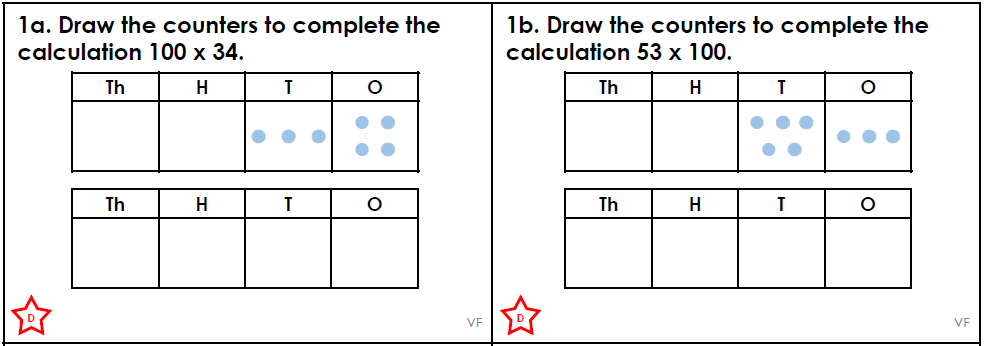 1a. Draw the counters to complete the
calculation 100 x 34.
Th H T O
Th H T O
D
VF
1b. Draw the counters to complete the
calculation 53 x 100.
Th H T O
Th H T O
D
VF